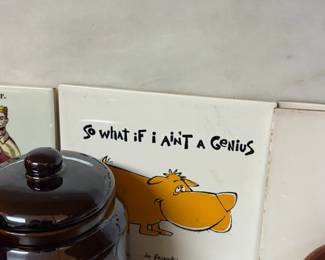 r.
So what if i ain't a Genius